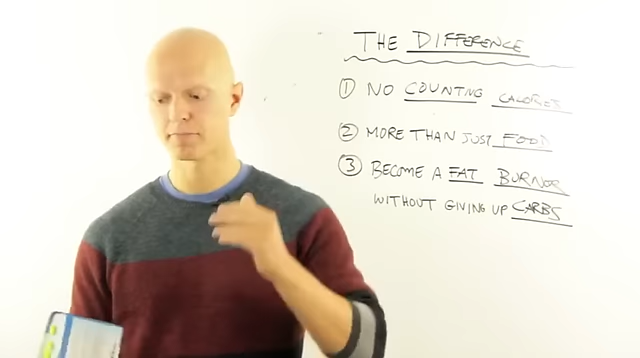 THE DIFFERENCE
① NO COUNTING CALORIES
② MORE THAN JUST FOOD
③ BECOME A FAT BURNER
WITHOUT GIVING UP CARBS